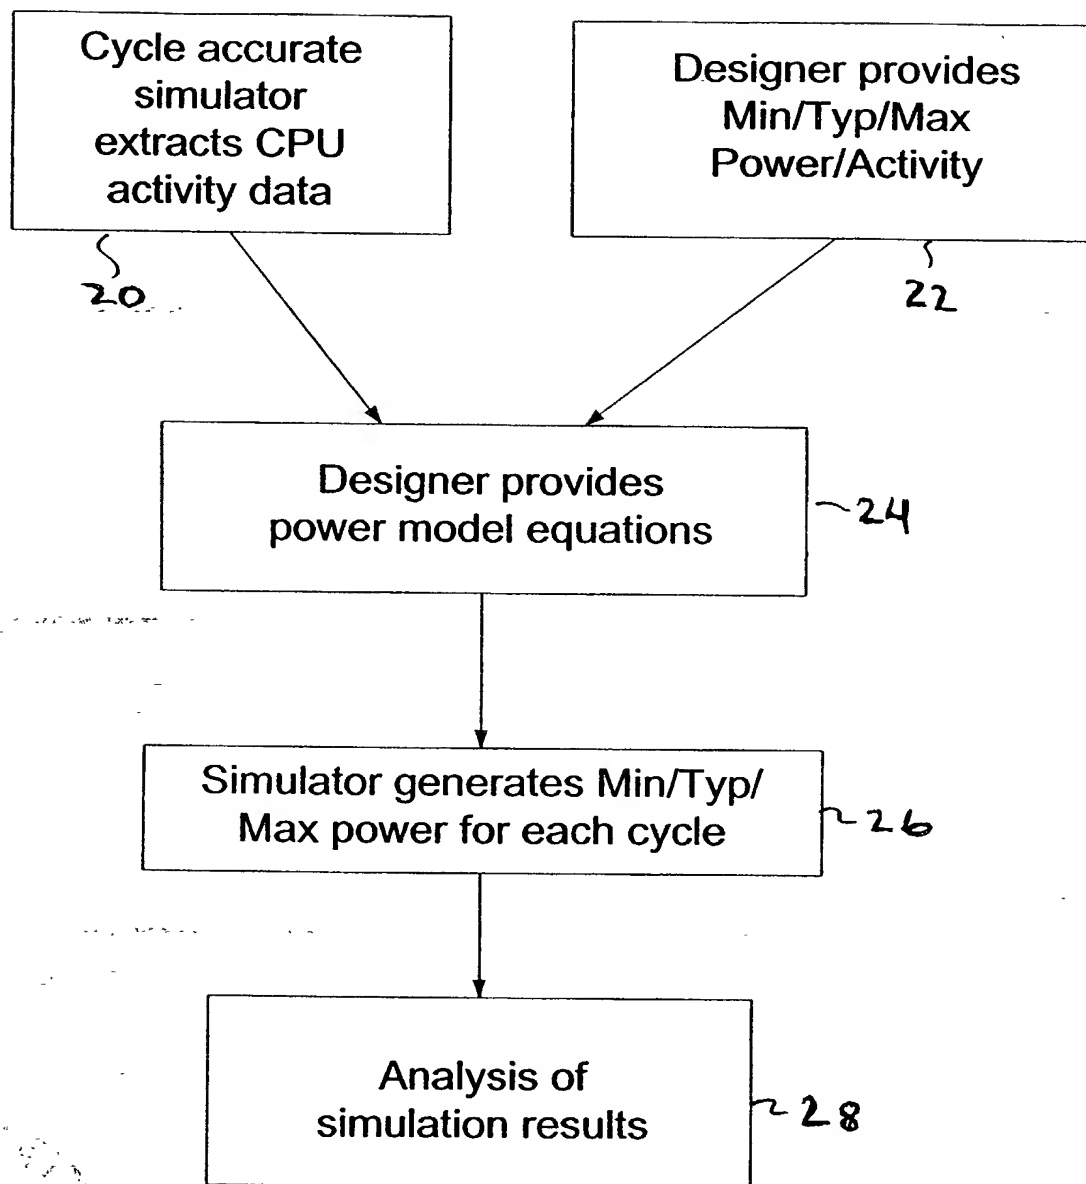 Cycle accurate
simulator
extracts CPU
activity data
20
Designer provides
Min/Typ/Max
Power/Activity
22
Designer provides
power model equations
24
Simulator generates Min/Typ/
Max power for each cycle
26
Analysis of
simulation results
28